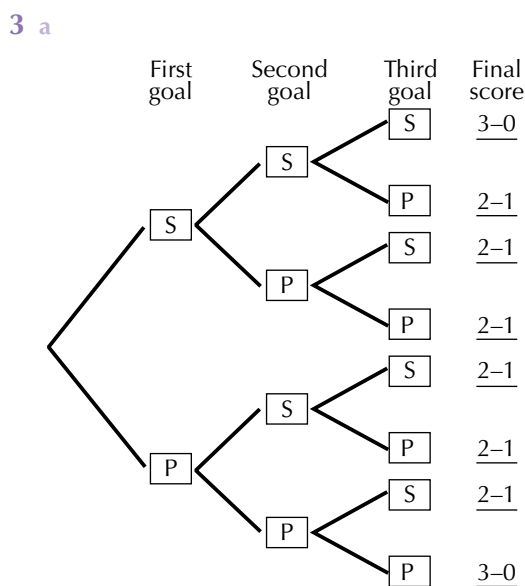 3 a
First goal Second goal Third goal Final score
S 3–0
S
P 2–1
S
S 2–1
P
P 2–1
S 2–1
S
P 2–1
P
S 2–1
P
P 3–0